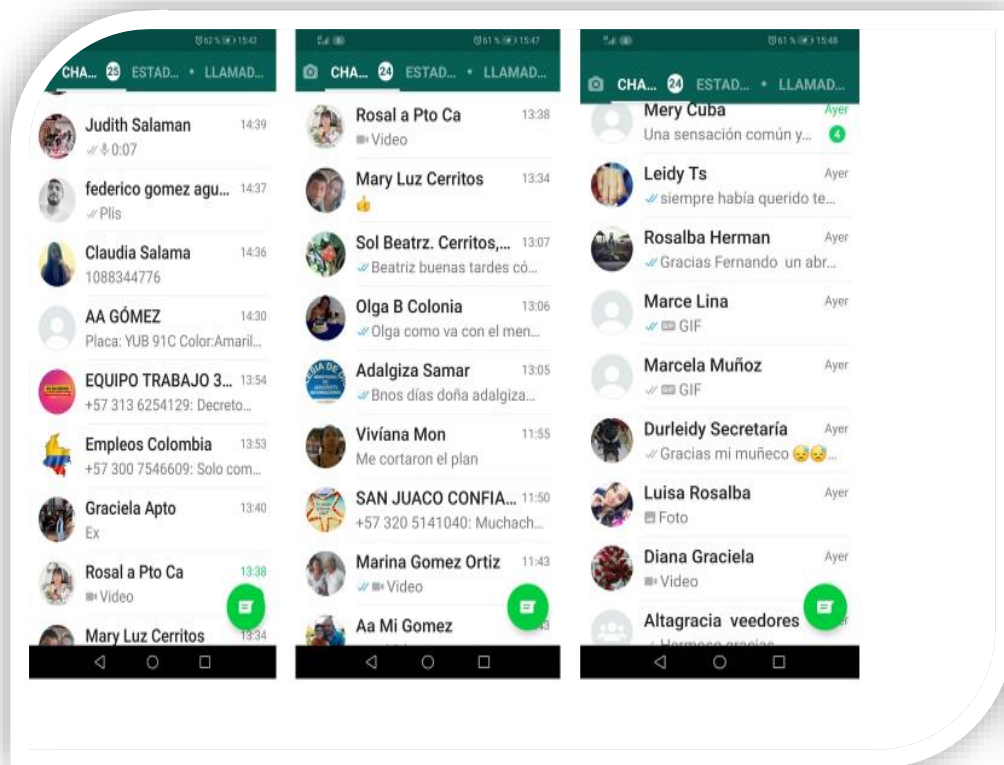 62 % 15:43
CHA... 25 ESTAD... • LLAMAD...
Judith Salaman 14:39
0:07
federico gomez agu... 14:37
Plis
Claudia Salama 14:36
1088344776
AA GÓMEZ 14:30
Placa: YUB 91C Color:Amaril...
EQUIPO TRABAJO 3... 13:54
+57 313 6254129: Decreto...
Empleos Colombia 13:53
+57 300 7546609: Solo com...
Graciela Apto 13:40
Ex
Rosal a Pto Ca 13:38
Video
Mary Luz Cerritos 13:34
61 % 15:47
CHA... 24 ESTAD... • LLAMAD...
Rosal a Pto Ca 13:38
Video
Mary Luz Cerritos 13:34
👍
Sol Beatrz. Cerritos,... 13:07
Beatriz buenas tardes có...
Olga B Colonia 13:06
Olga como va con el men...
Adalgiza Samar 13:05
Bnos días doña adalgiza...
Vivíana Mon 11:55
Me cortaron el plan
SAN JUACO CONFIA... 11:50
+57 320 5141040: Muchach...
Marina Gomez Ortiz 11:43
Video
Aa Mi Gomez
61 % 15:48
CHA... 24 ESTAD... • LLAMAD...
Mery Cuba Ayer
Una sensación común y... 4
Leidy Ts Ayer
siempre había querido te...
Rosalba Herman Ayer
Gracias Fernando un abr...
Marce Lina Ayer
GIF GIF
Marcela Muñoz Ayer
GIF GIF
Durleidy Secretaría Ayer
Gracias mi muñeco 😥😥...
Luisa Rosalba Ayer
Foto
Diana Graciela Ayer
Video
Altagracia veedores
Hermoso gracias